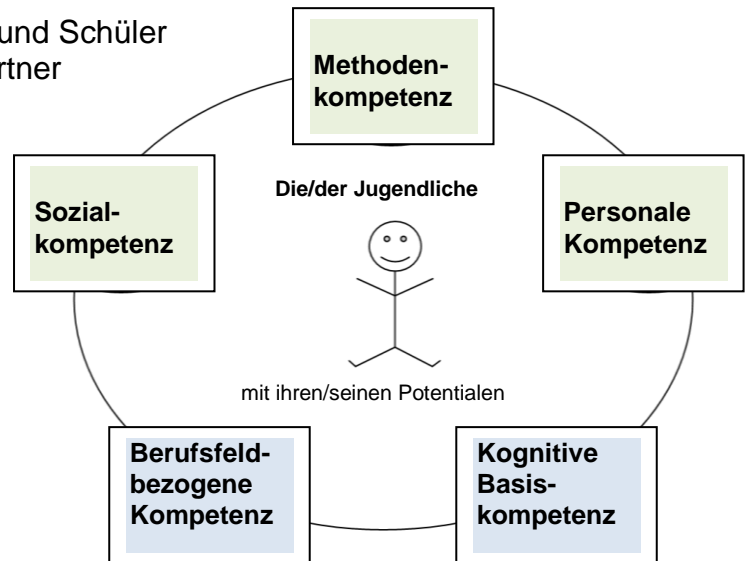 und Schüler
rtner
Methoden-
kompetenz
Die/der Jugendliche
Sozial-
kompetenz
Personale
Kompetenz
mit ihren/seinen Potentialen
Berufsfeld-
bezogene
Kompetenz
Kognitive
Basis-
kompetenz